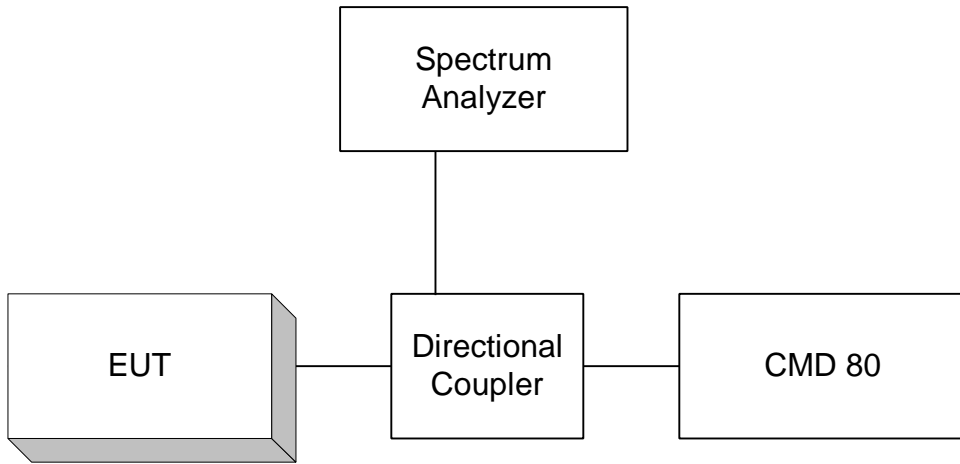 Spectrum
Analyzer
EUT
Directional
Coupler
CMD 80